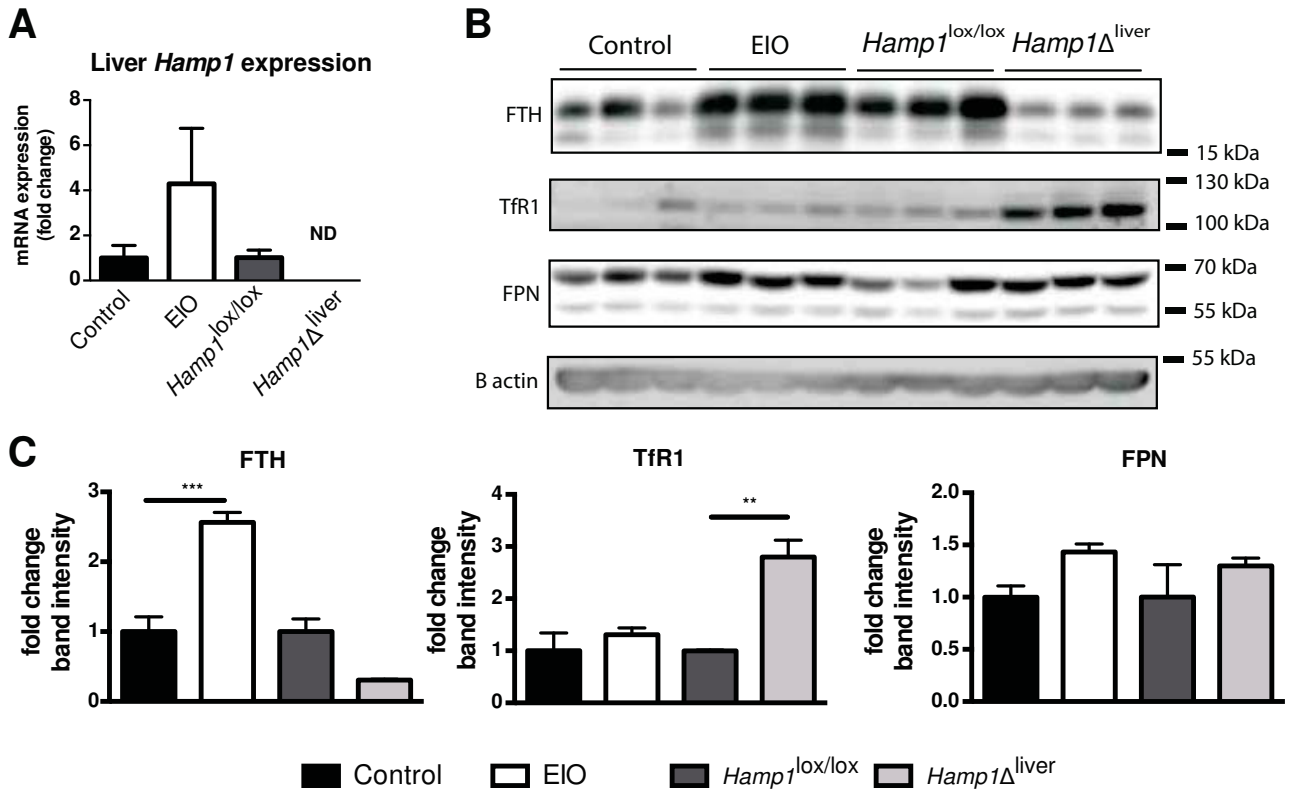 A
Liver Hamp1 expression
mRNA expression
(fold change)
8
6
4
2
0
ND
Control
EIO
Hamp1lox/lox
Hamp1Δliver
B
Control EIO Hamp1lox/lox Hamp1Δliver
FTH
15 kDa
130 kDa
TfR1
100 kDa
70 kDa
FPN
55 kDa
55 kDa
B actin
C
FTH
fold change
band intensity
3
2
1
0
***
TfR1
fold change
band intensity
4
3
2
1
0
**
FPN
fold change
band intensity
2.0
1.5
1.0
0.5
0.0
Control EIO Hamp1lox/lox Hamp1Δliver